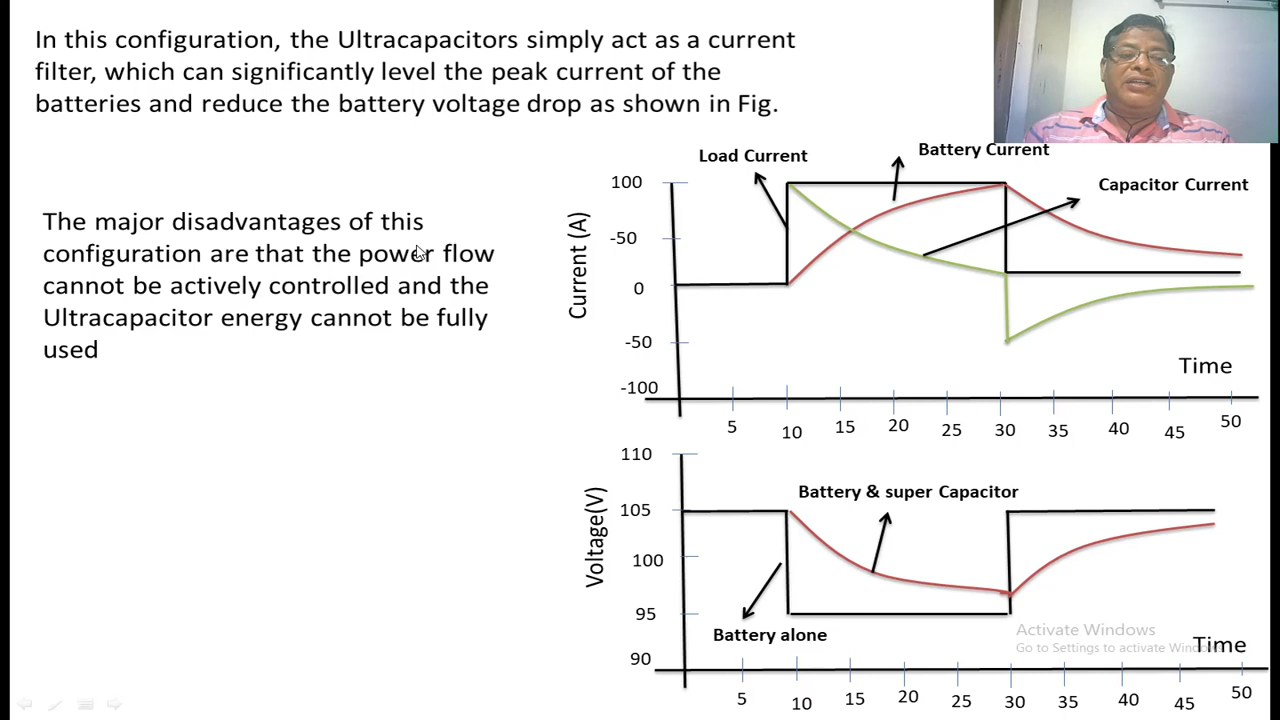 In this configuration, the Ultracapacitors simply act as a current
filter, which can significantly level the peak current of the
batteries and reduce the battery voltage drop as shown in Fig.
The major disadvantages of this
configuration are that the power flow
cannot be actively controlled and the
Ultracapacitor energy cannot be fully
used
Load Current
Battery Current
Capacitor Current
Current (A)
100
-50
0
-50
-100
Time
5 10 15 20 25 30 35 40 45 50
Voltage(V)
110
105
100
95
90
Battery & super Capacitor
Battery alone
Activate Windows
Go to Settings to activate Windows.
Time
5 10 15 20 25 30 35 40 45 50